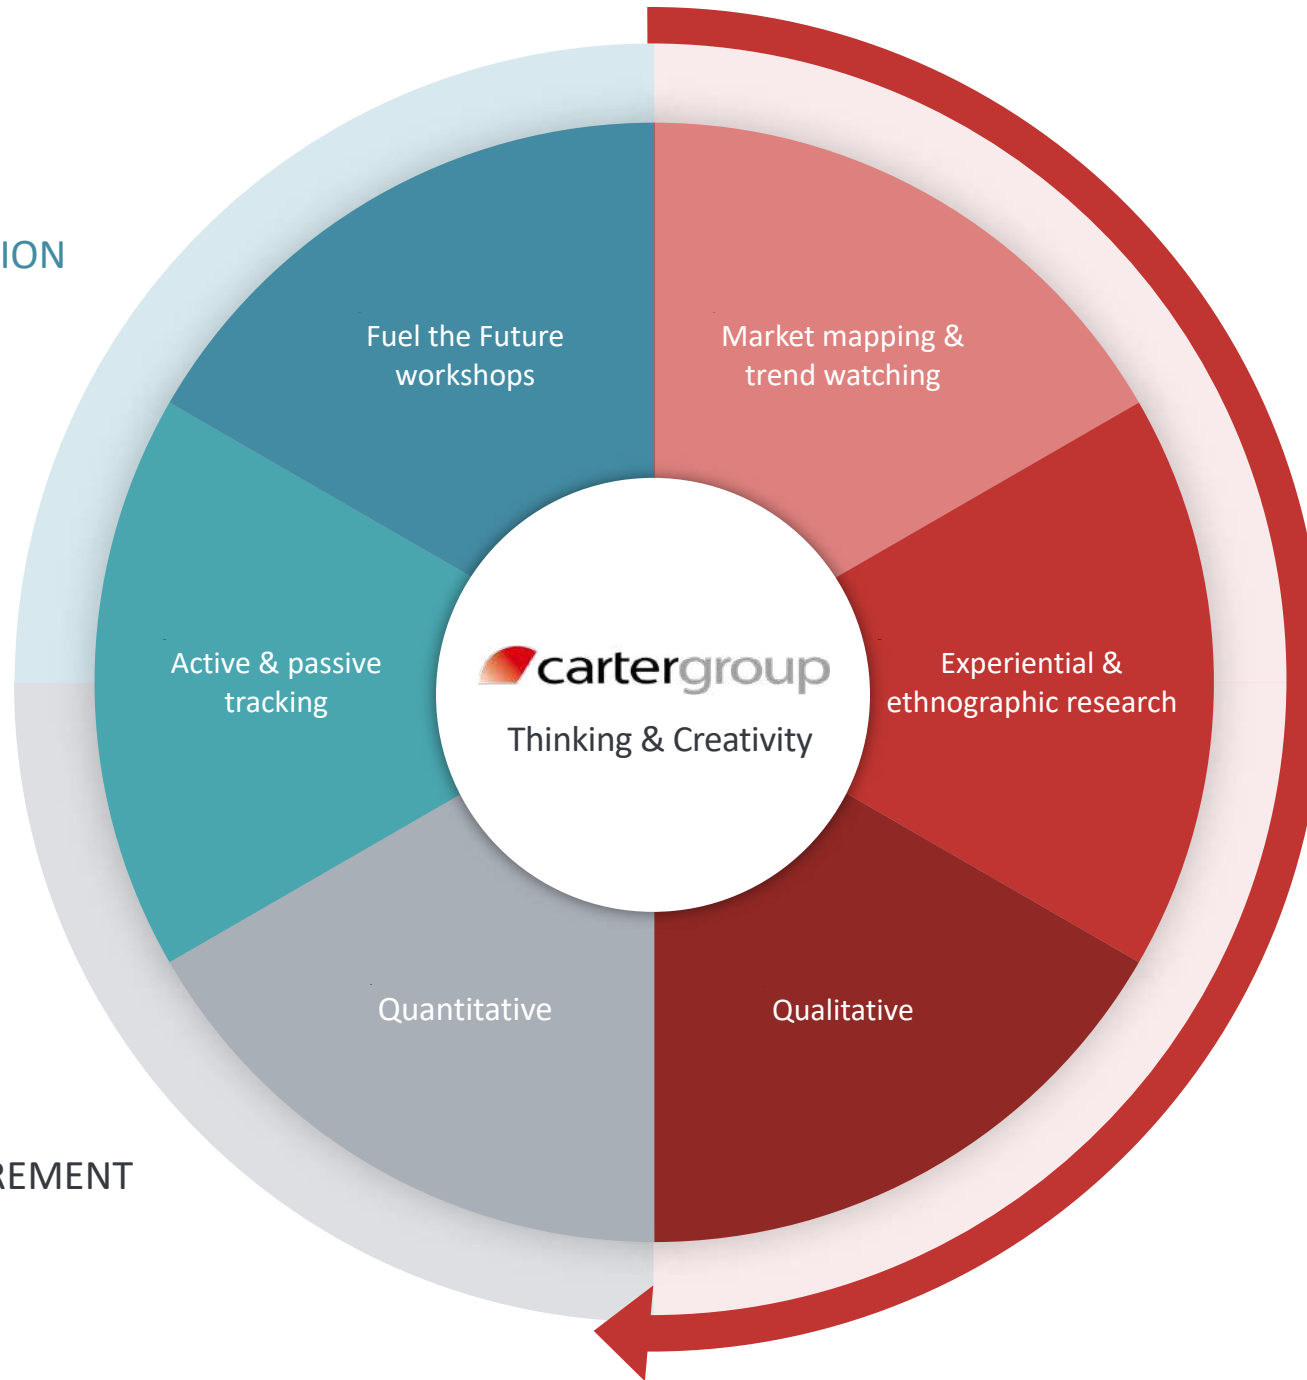 ION
Fuel the Future
workshops
Market mapping &
trend watching
Active & passive
tracking
cartergroup
Thinking & Creativity
Experiential &
ethnographic research
Quantitative
Qualitative
REMENT